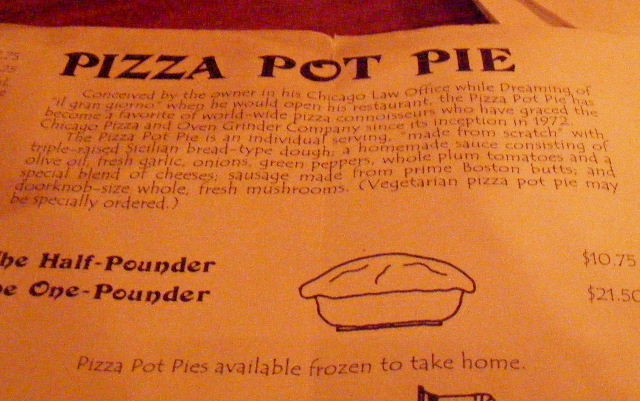 PIZZA POT PIE
Conceived by the owner in his Chicago Law Office while Dreaming of
"il gran giorno" when he would open his restaurant, the Pizza Pot Pie has
become a favorite of world-wide pizza connoisseurs who have graced the
Chicago Pizza and Oven Grinder Company since its inception in 1972.
The Pizza Pot Pie is an individual serving, "made from scratch" with
triple-raised Sicilian bread-type dough; a homemade sauce consisting of
olive oil, fresh garlic, onions, green peppers, whole plum tomatoes and a
special blend of cheeses; sausage made from prime Boston butts; and
doorknob-size whole, fresh mushrooms. (Vegetarian pizza pot pie may
be specially ordered.)
he Half-Pounder $10.75
e One-Pounder $21.50
Pizza Pot Pies available frozen to take home.